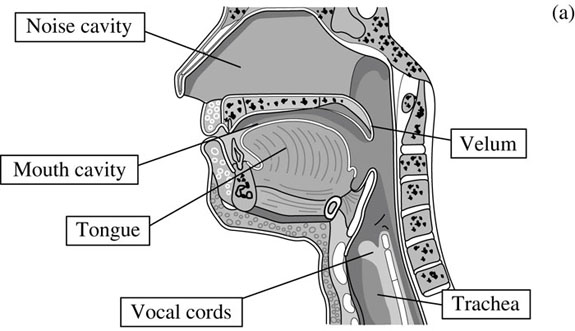 (a)
Noise cavity
Velum
Mouth cavity
Tongue
Vocal cords
Trachea